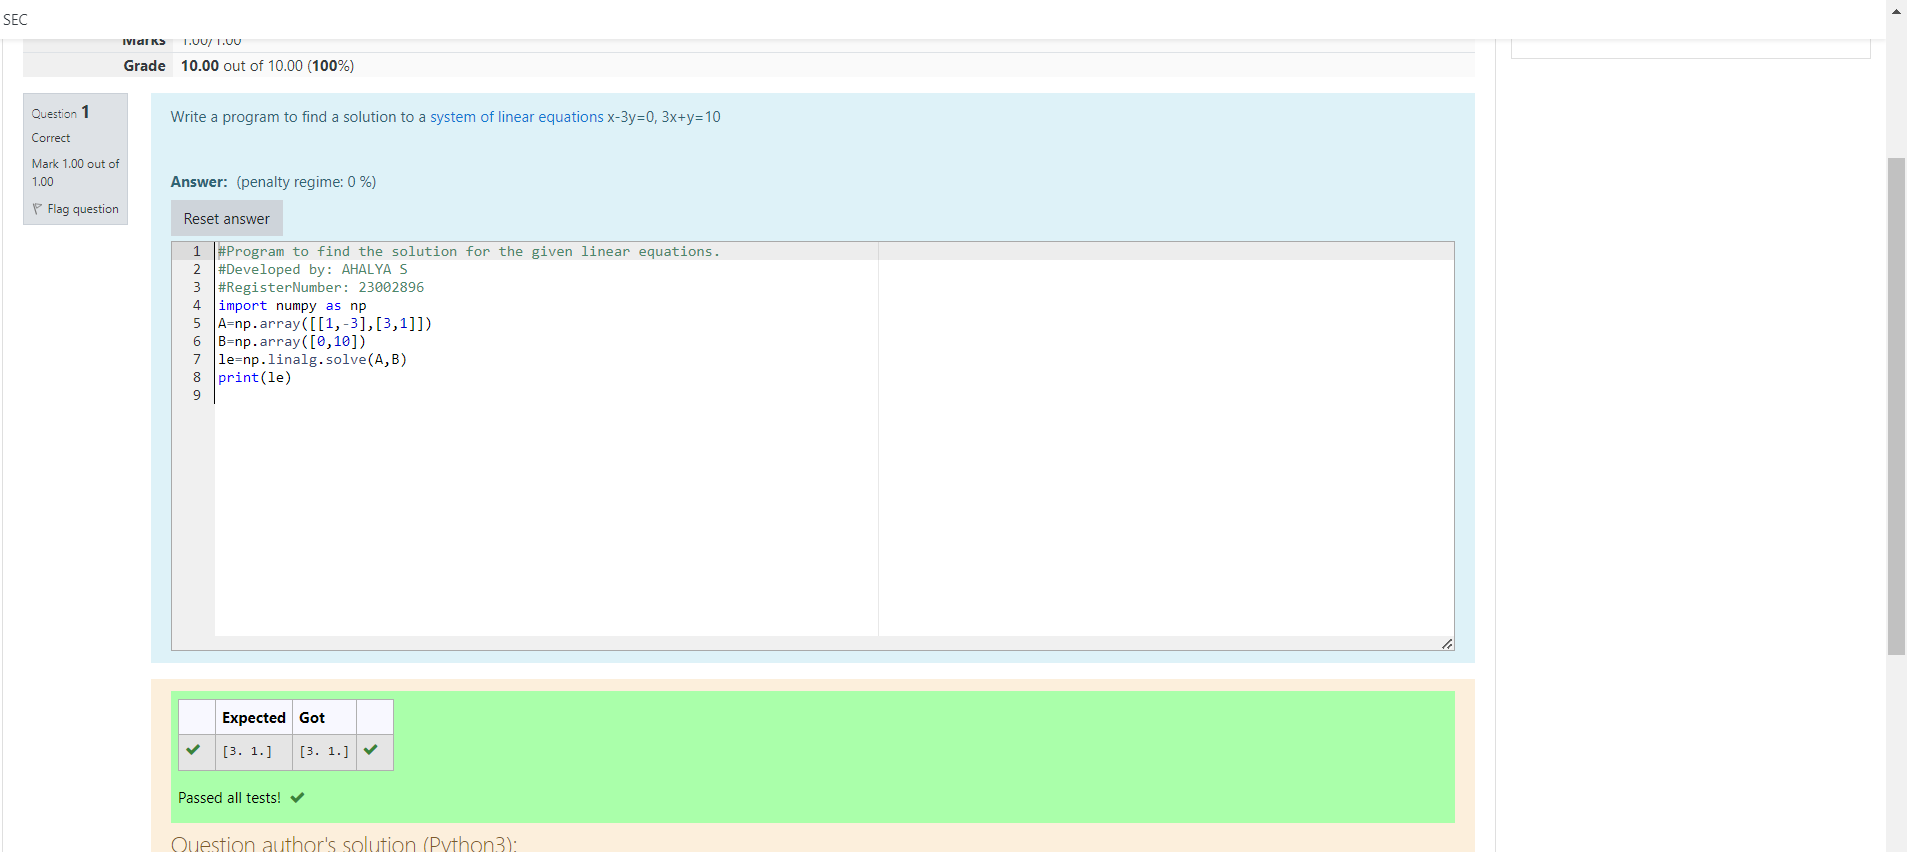 SEC
Marks 1.00/1.00
Grade 10.00 out of 10.00 (100%)
Question 1
Correct
Mark 1.00 out of
1.00
Flag question
Write a program to find a solution to a system of linear equations x-3y=0, 3x+y=10
Answer: (penalty regime: 0 %)
Reset answer
1 #Program to find the solution for the given linear equations.
2 #Developed by: AHALYA S
3 #RegisterNumber: 23002896
4 import numpy as np
5 A=np.array([[1,-3],[3,1]])
6 B=np.array([0,10])
7 le=np.linalg.solve(A,B)
8 print(le)
9
Expected Got
[3. 1.] [3. 1.]
Passed all tests!
Question author's solution (Python3):